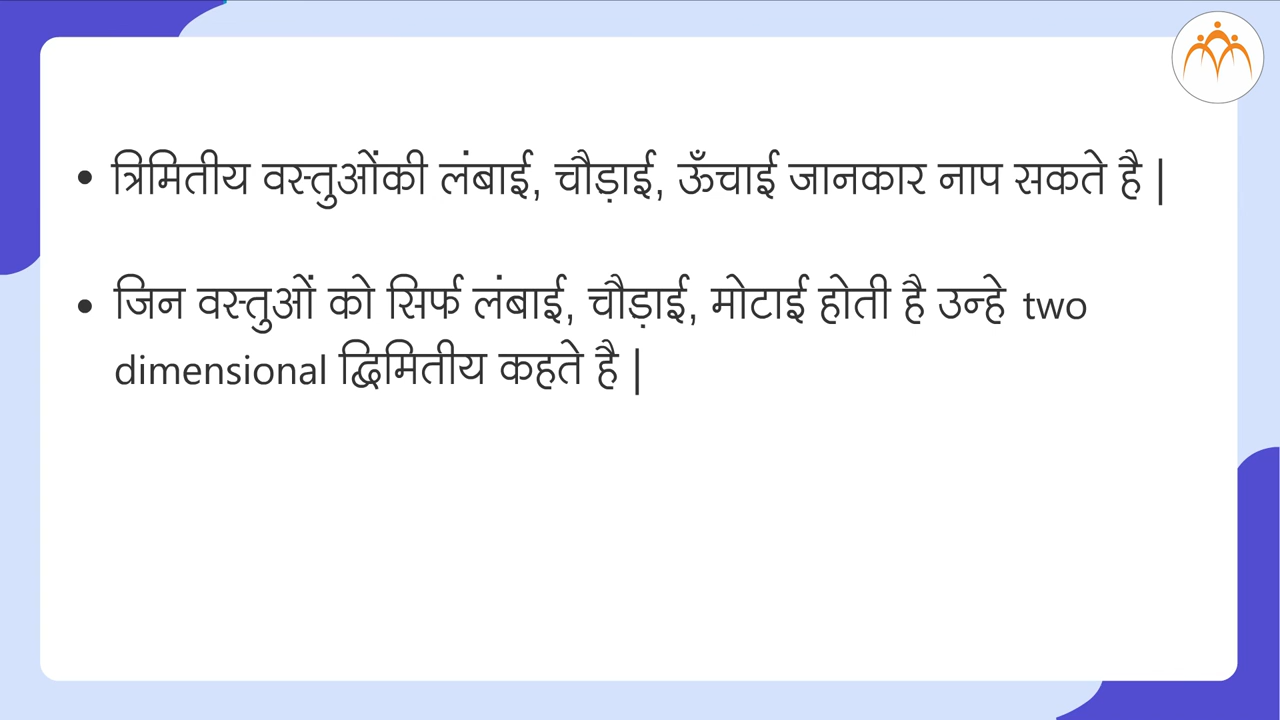 • त्रिमितीय वस्तुओंकी लंबाई, चौड़ाई, ऊँचाई जानकार नाप सकते है |
• जिन वस्तुओं को सिर्फ लंबाई, चौड़ाई, मोटाई होती है उन्हे two
dimensional द्विमितीय कहते है |